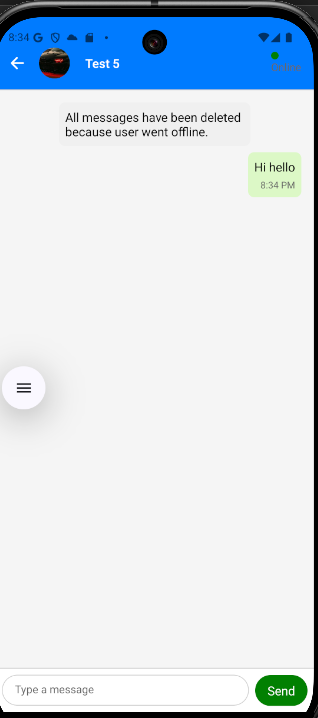 8:34
Test 5
Online
All messages have been deleted
because user went offline.
Hi hello
8:34 PM
Type a message
Send